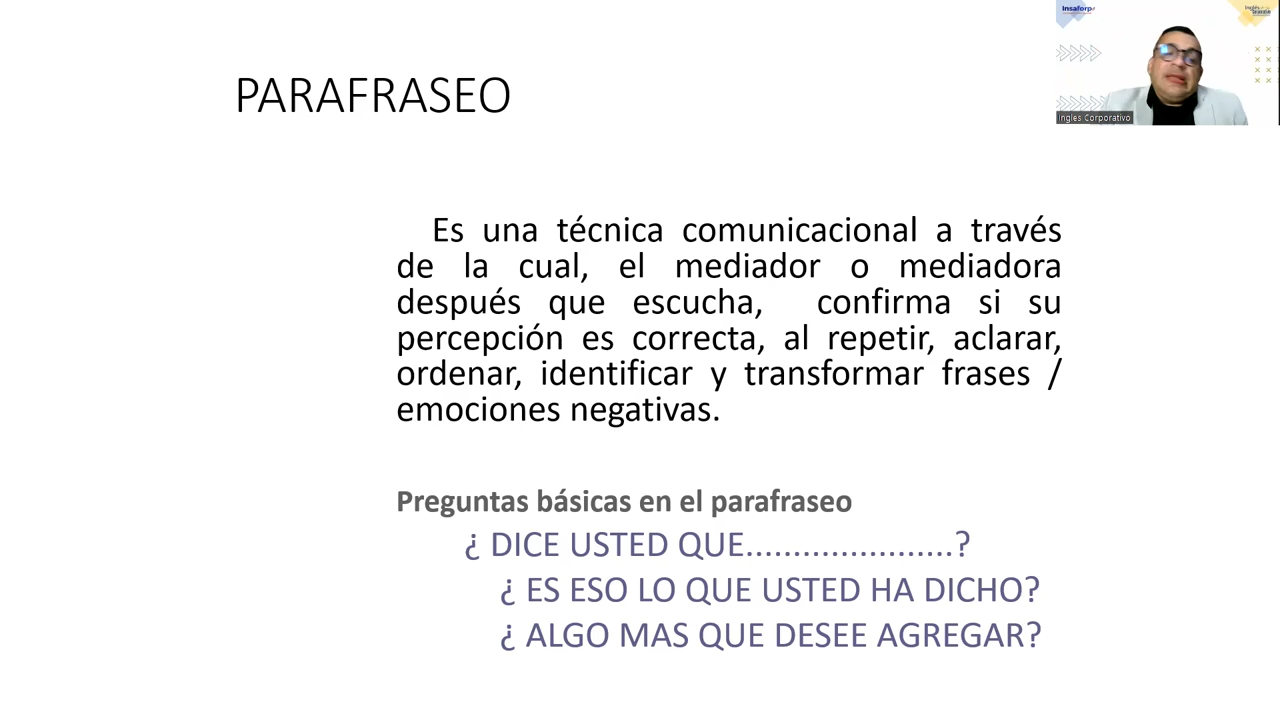 Insaforp
PARAFRASEO
Ingles Corporativo
Es una técnica comunicacional a través
de la cual, el mediador o mediadora
después que escucha, confirma si su
percepción es correcta, al repetir, aclarar,
ordenar, identificar y transformar frases /
emociones negativas.
Preguntas básicas en el parafraseo
¿ DICE USTED QUE......................?
¿ ES ESO LO QUE USTED HA DICHO?
¿ ALGO MAS QUE DESEE AGREGAR?